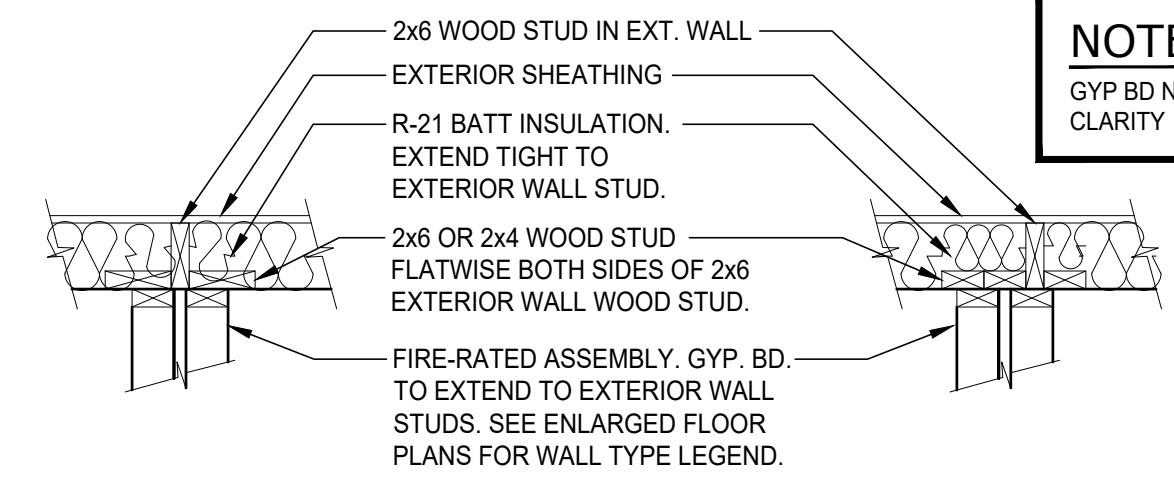 2x6 WOOD STUD IN EXT. WALL
EXTERIOR SHEATHING
R-21 BATT INSULATION.
EXTEND TIGHT TO
EXTERIOR WALL STUD.
2x6 OR 2x4 WOOD STUD
FLATWISE BOTH SIDES OF 2x6
EXTERIOR WALL WOOD STUD.
FIRE-RATED ASSEMBLY. GYP. BD.
TO EXTEND TO EXTERIOR WALL
STUDS. SEE ENLARGED FLOOR
PLANS FOR WALL TYPE LEGEND.
GYP BD
CLARITY